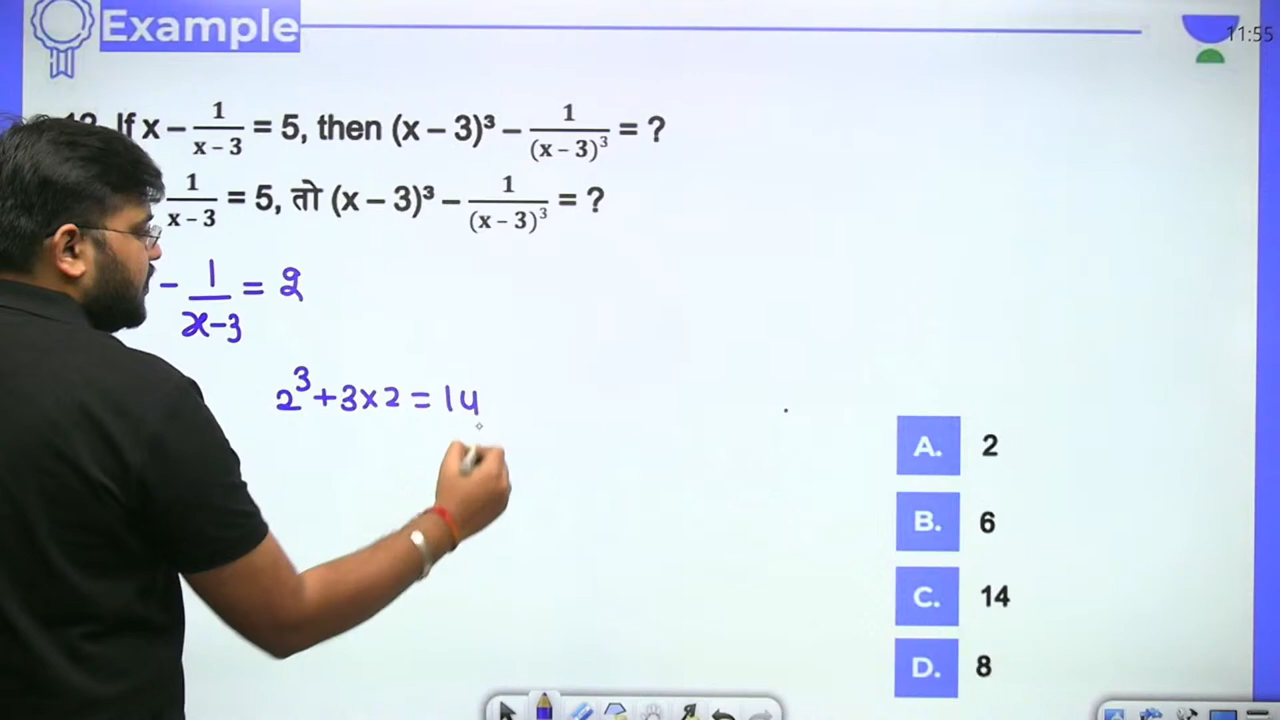 Example
11:55
If x – 1/(x – 3) = 5, then (x – 3)³ – 1/(x – 3)³ = ?
1/(x – 3) = 5, तो (x – 3)³ – 1/(x – 3)³ = ?
- 1/(x-3) = 2
2³+3×2=14
A. 2
B. 6
C. 14
D. 8